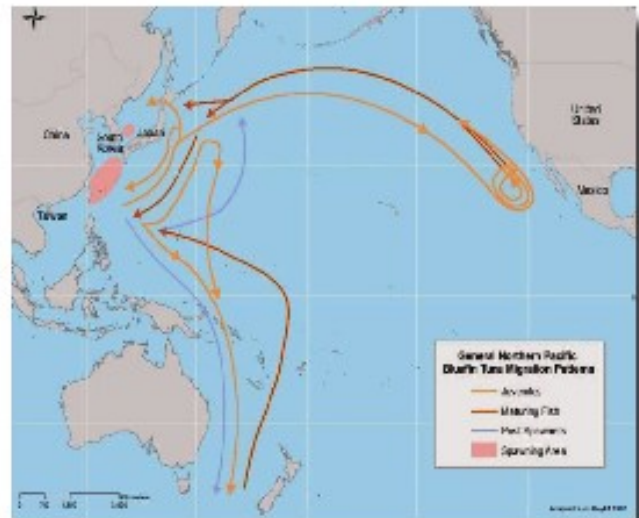 China
South
Korea
Japan
Taiwan
United
States
Mexico
General Northern Pacific
Bluefin Tuna Migration Patterns
Juveniles
Maturing Fish
Post Spawners
Spawning Area
0